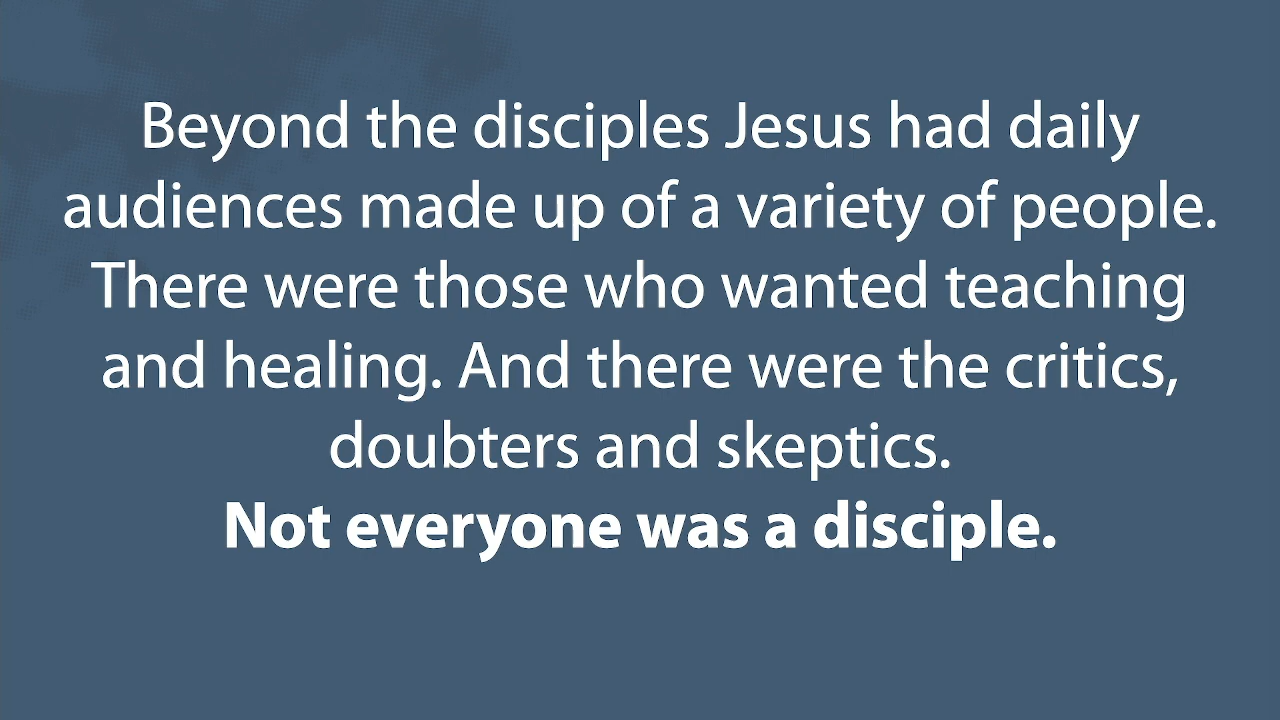 Beyond the disciples Jesus had daily
audiences made up of a variety of people.
There were those who wanted teaching
and healing. And there were the critics,
doubters and skeptics.
Not everyone was a disciple.